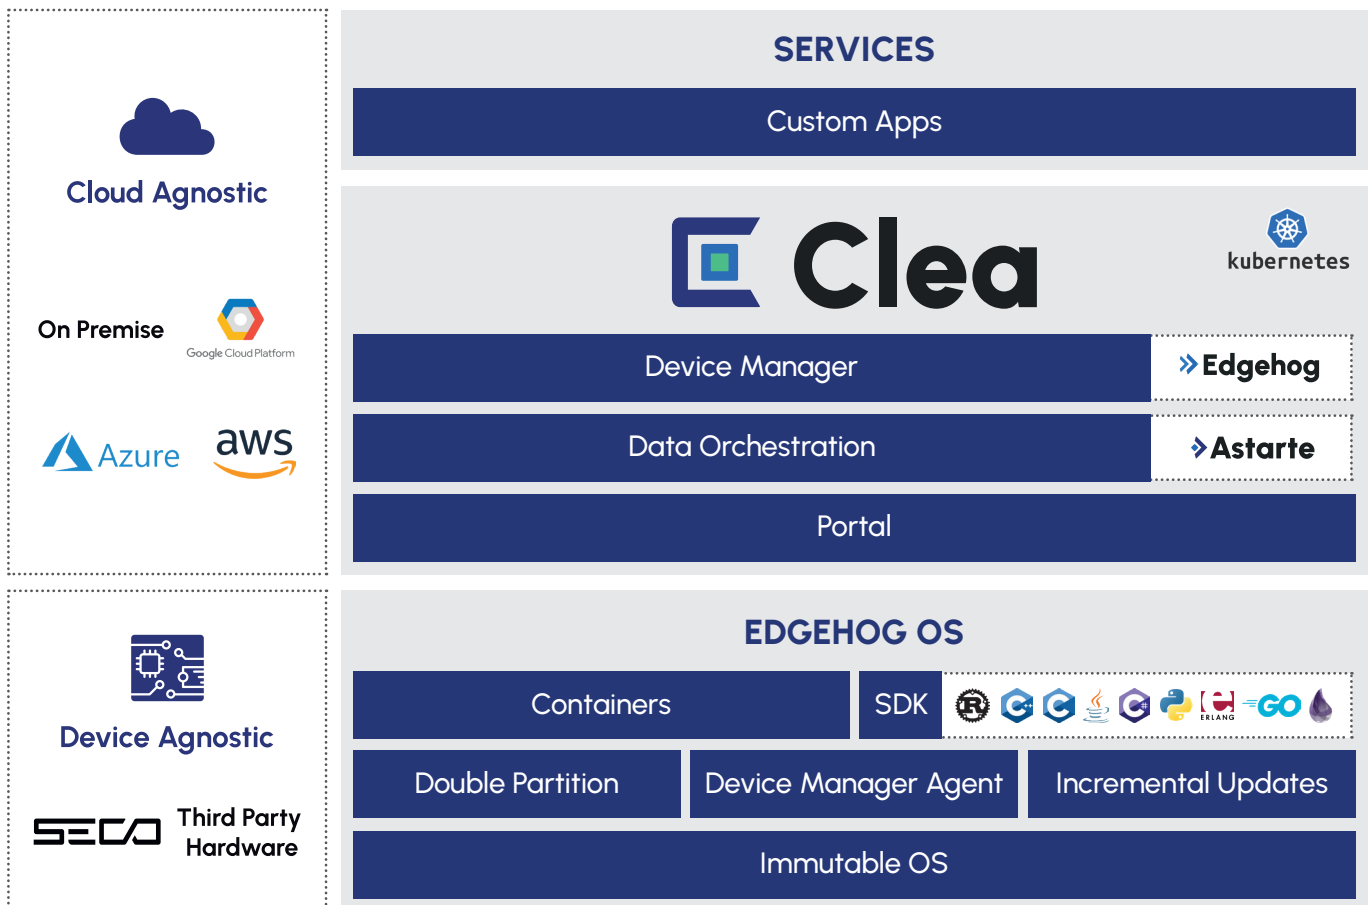 Cloud Agnostic
On Premise
Google Cloud Platform
Azure
aws
SERVICES
Custom Apps
Clea
kubernetes
Device Manager
Edgehog
Data Orchestration
Astarte
Portal
Device Agnostic
SECO
Third Party
Hardware
EDGEHOG OS
Containers
SDK
R
C++
C
Java
C#
ERLANG
GO
Double Partition
Device Manager Agent
Incremental Updates
Immutable OS